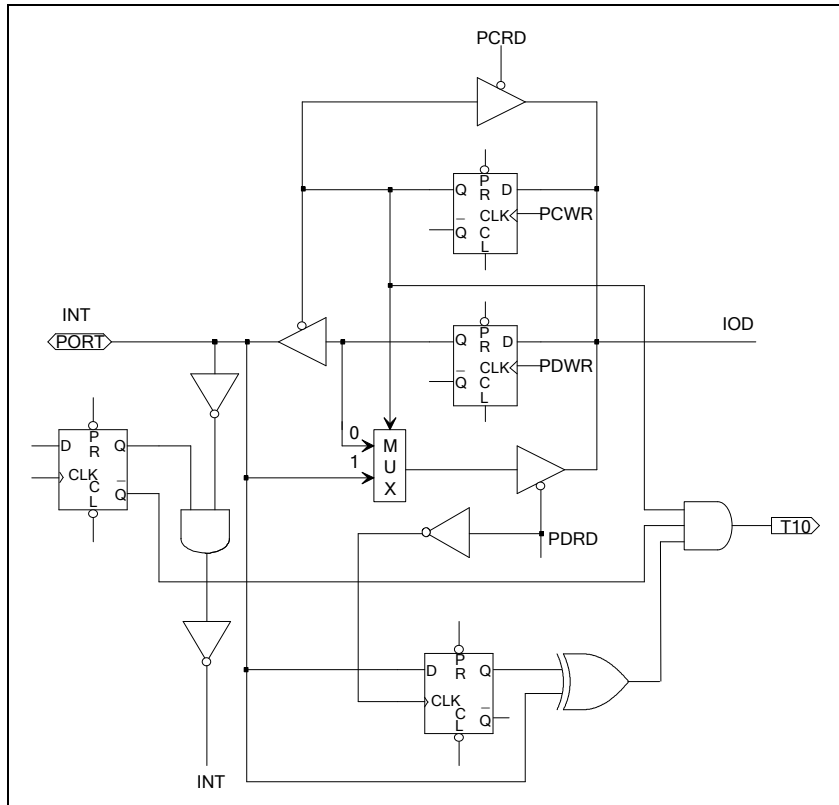 PCRD
Q
P
R
D
CLK
PCWR
Q
C
L
INT
PORT
Q
P
R
D
CLK
PDWR
Q
C
L
IOD
D
P
R
Q
CLK
C
L
Q
0
1
M
U
X
PDRD
T10
D
P
R
Q
CLK
C
L
Q
INT